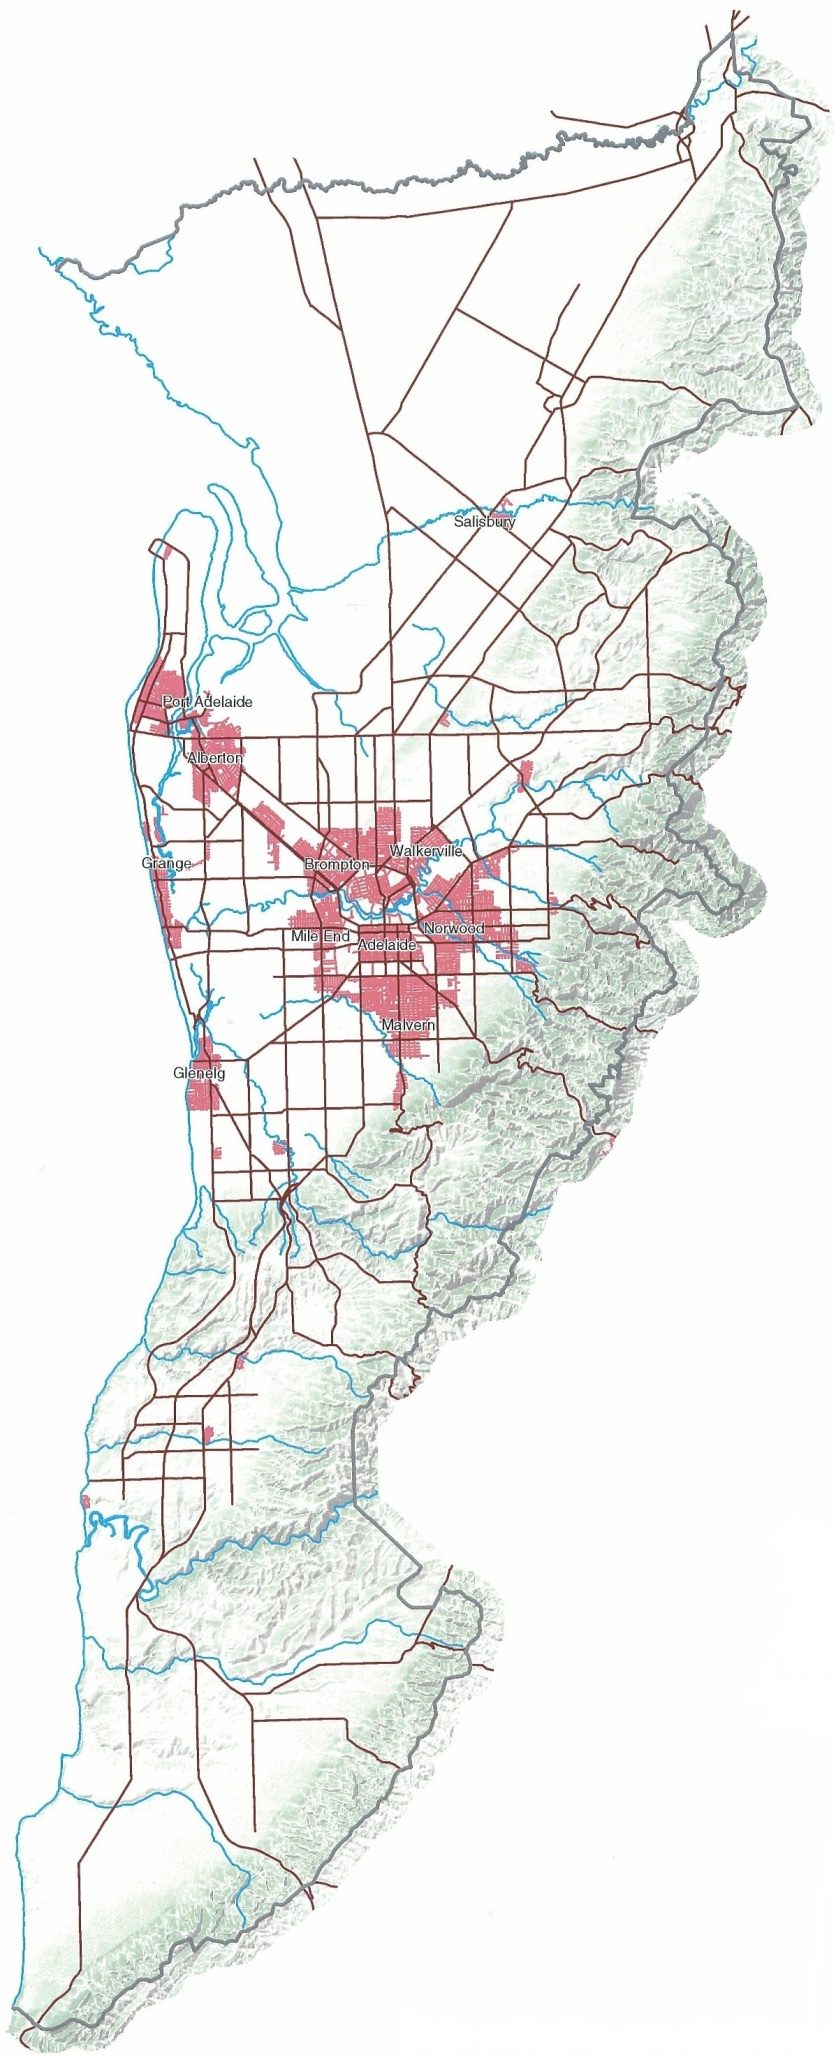 Salisbury
Port Adelaide
Alberton
Walkerville
Grange
Brompton
Norwood
Mile End
Adelaide
Malvern
Glenelg